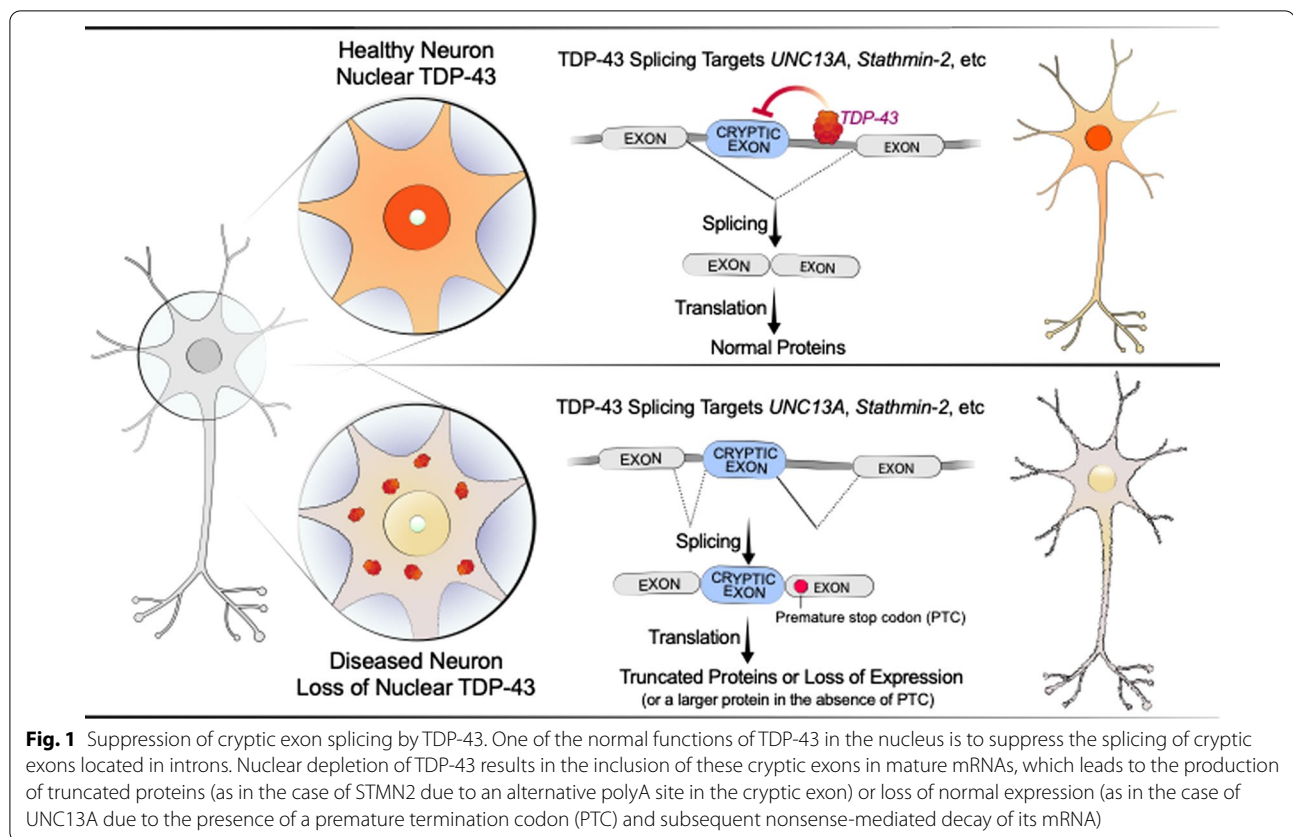 Healthy Neuron
Nuclear TDP-43
TDP-43 Splicing Targets UNC13A, Stathmin-2, etc
TDP-43
EXON
CRYPTIC
EXON
EXON
Splicing
EXON
EXON
Translation
Normal Proteins
TDP-43 Splicing Targets UNC13A, Stathmin-2, etc
EXON
CRYPTIC
EXON
EXON
Splicing
EXON
CRYPTIC
EXON
EXON
Premature stop codon (PTC)
Translation
Diseased Neuron
Loss of Nuclear TDP-43
Truncated Proteins or Loss of Expression
(or a larger protein in the absence of PTC)
Fig. 1 Suppression of cryptic exon splicing by TDP-43. One of the normal functions of TDP-43 in the nucleus is to suppress the splicing of cryptic
exons located in introns. Nuclear depletion of TDP-43 results in the inclusion of these cryptic exons in mature mRNAs, which leads to the production
of truncated proteins (as in the case of STMN2 due to an alternative polyA site in the cryptic exon) or loss of normal expression (as in the case of
UNC13A due to the presence of a premature termination codon (PTC) and subsequent nonsense-mediated decay of its mRNA)